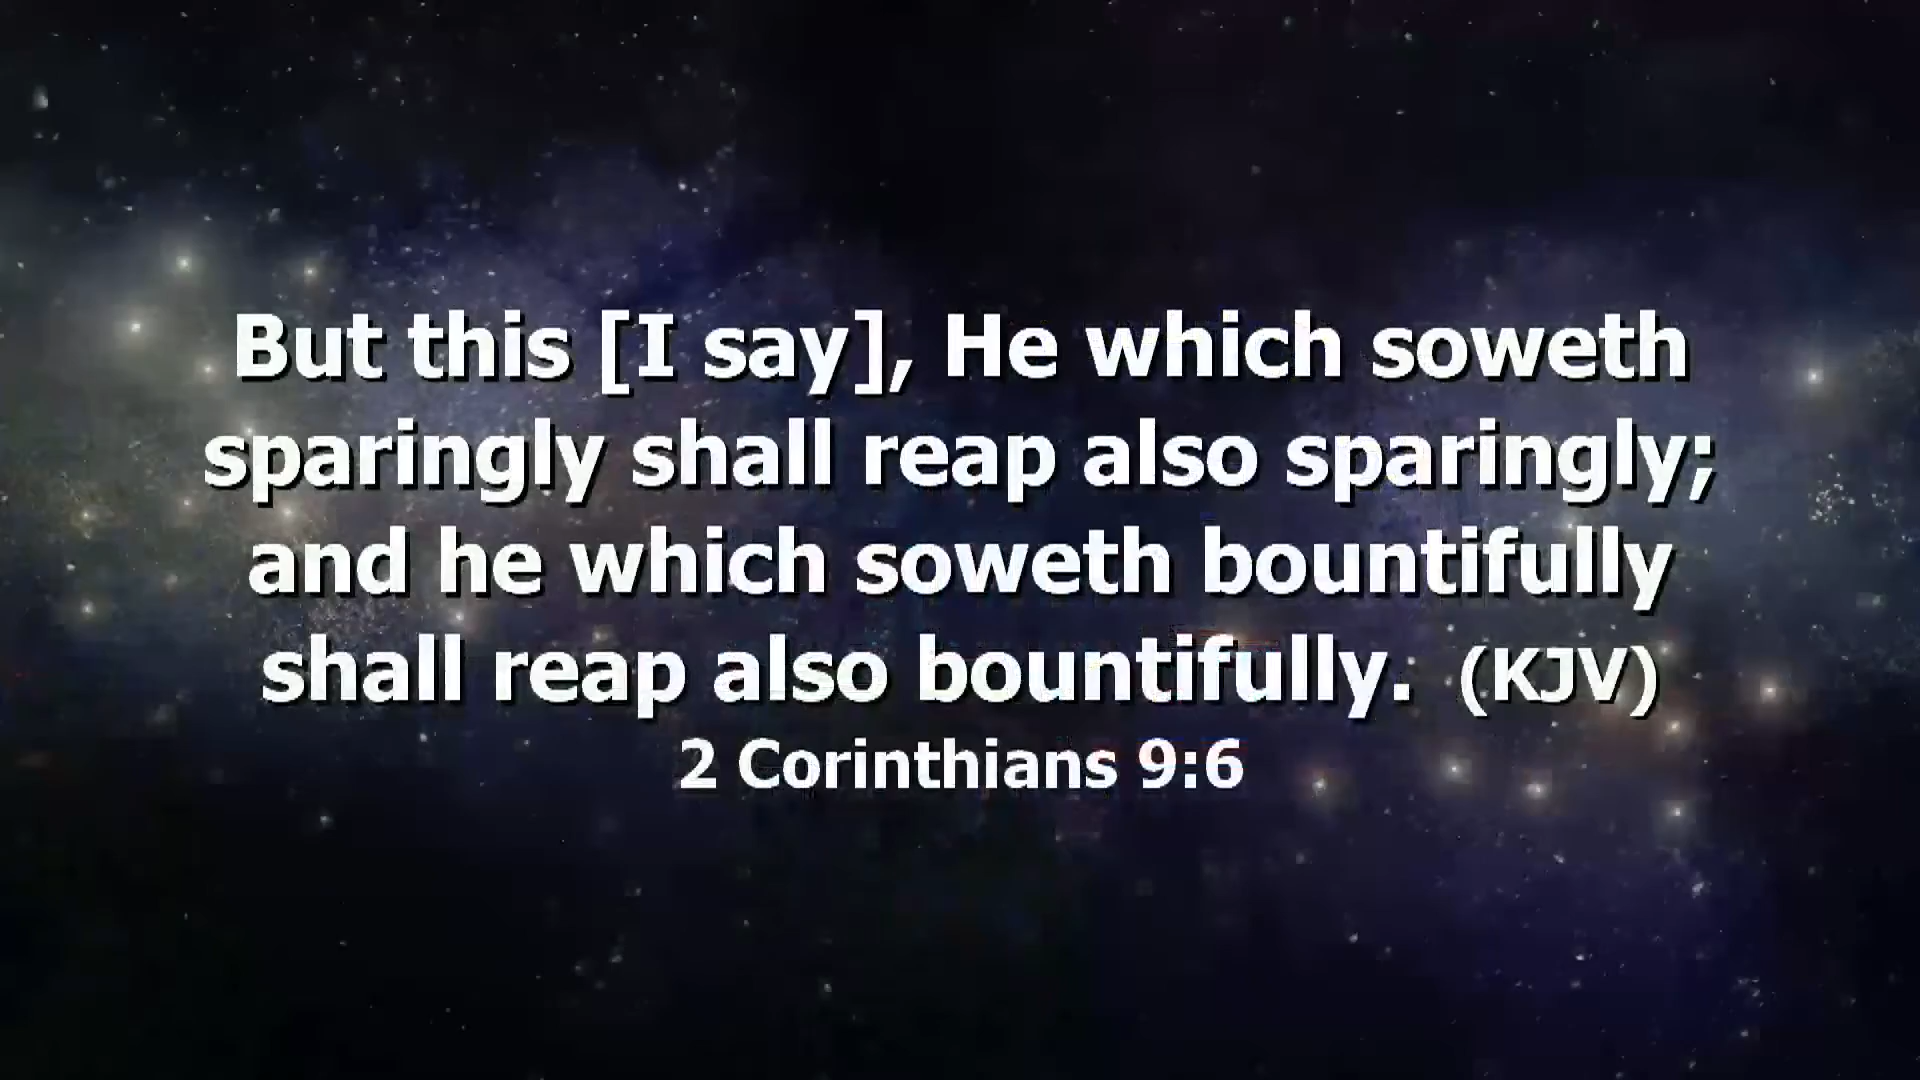 But this [I say], He which soweth
sparingly shall reap also sparingly;
and he which soweth bountifully
shall reap also bountifully. (KJV)
2 Corinthians 9:6